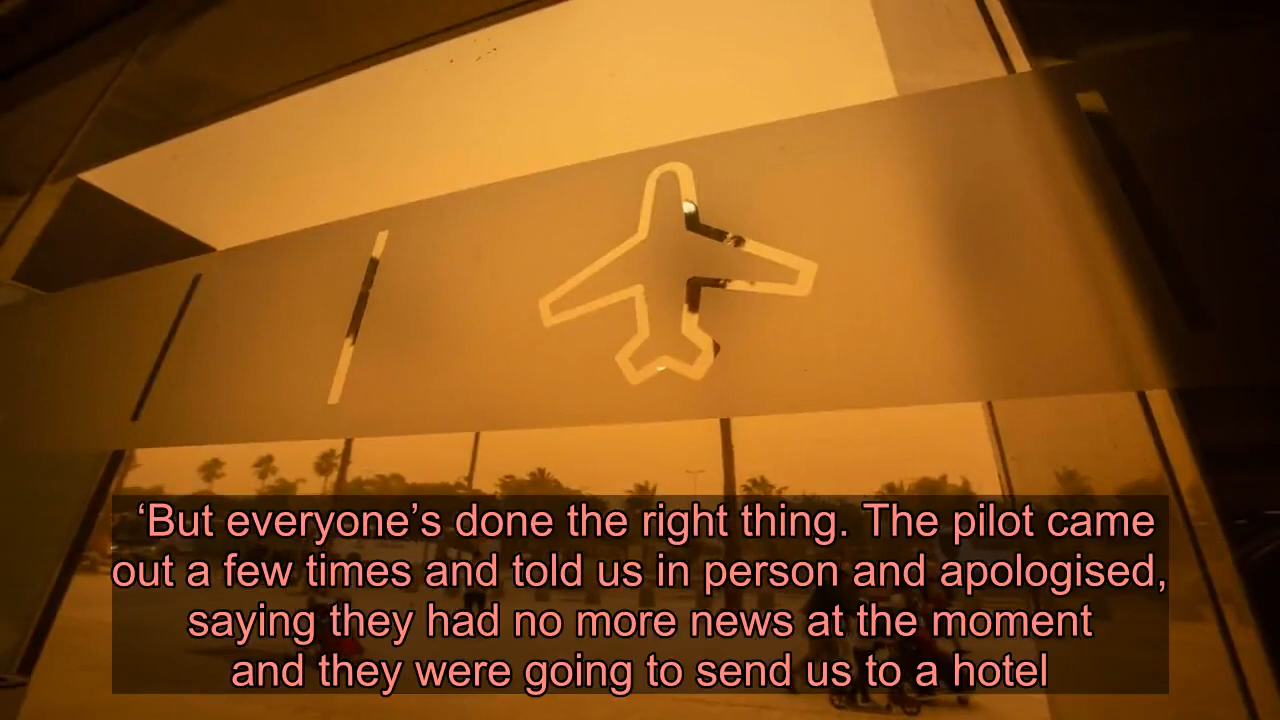 ‘But everyone’s done the right thing. The pilot came
out a few times and told us in person and apologised,
saying they had no more news at the moment
and they were going to send us to a hotel